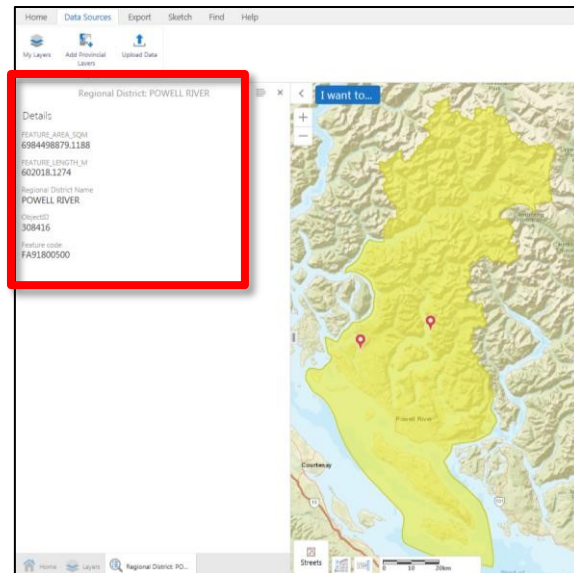 Home Data Sources Export Sketch Find Help
My Layers Add Provincial Layers Upload Data
Regional District: POWELL RIVER
I want to...
Details
FEATURE_AREA_SQM
6984498879.1188
FEATURE_LENGTH_M
602018.1274
Regional District Name
POWELL RIVER
ObjectID
308416
Feature code
FA91800500
Powell River
Courtenay
Streets
0 10 20km
Home Layers Regional District: PO...